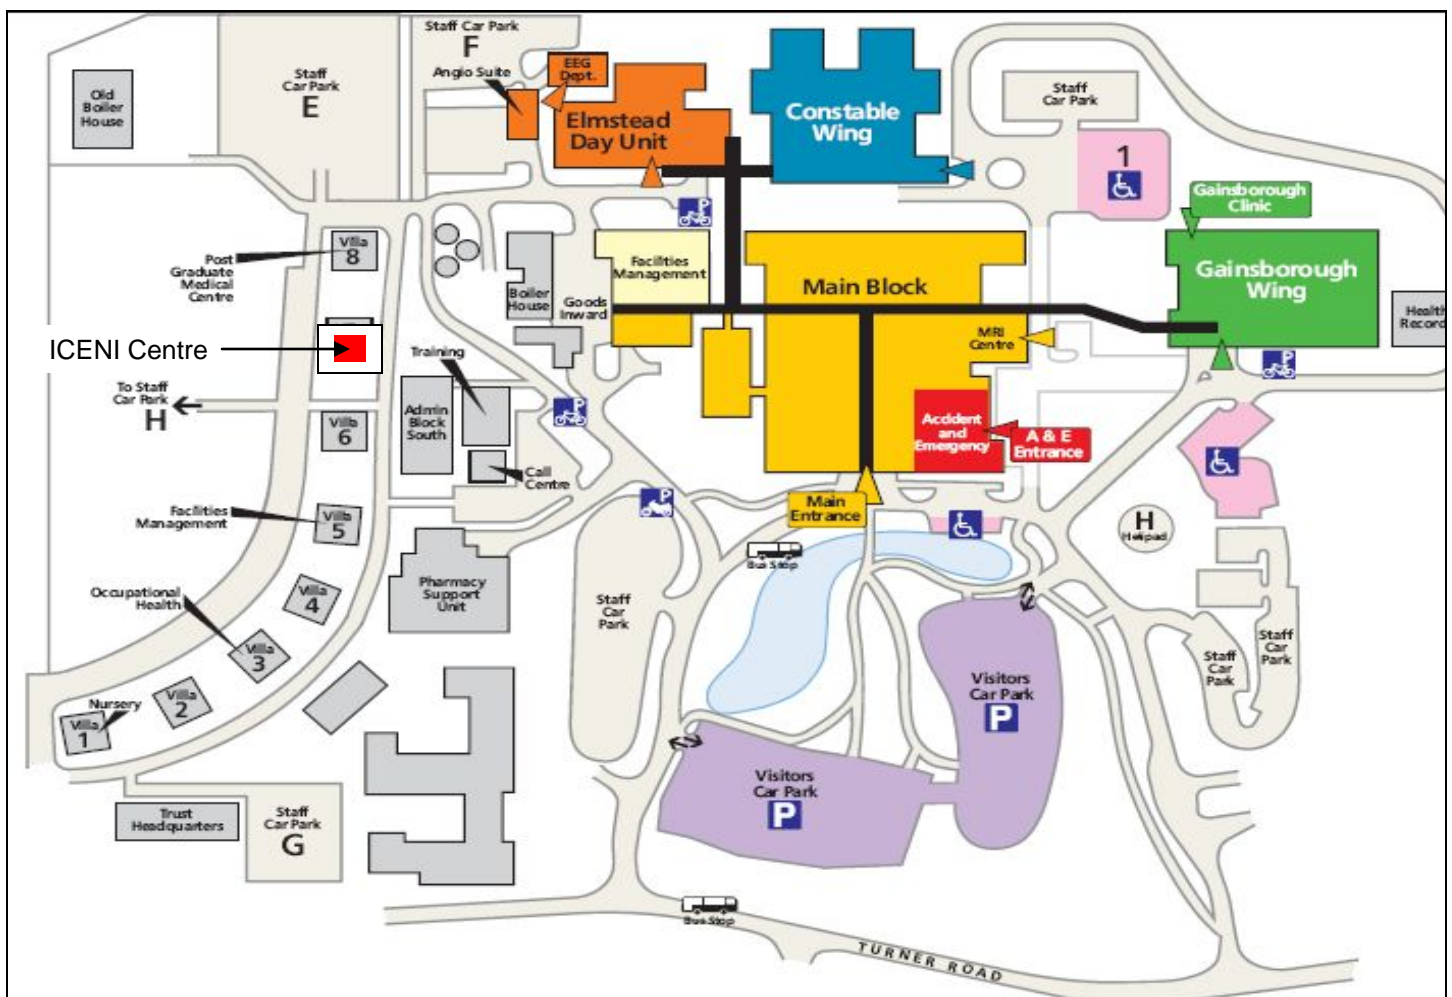 Staff Car Park
F
Angio Suite
EEG
Dept.
Staff
Car Park
E
Old
Boiler
House
Elmstead
Day Unit
Constable
Wing
Staff
Car Park
1
Gainsborough
Clinic
P
Villa
8
Post
Graduate
Medical
Centre
Facilities
Management
Main Block
Gainsborough
Wing
Boiler
House
Goods
Inward
Health
Record
MRI
Centre
ICENI Centre
Training
P
To Staff
Car Park
H
Villa
6
Admin
Block
South
P
Accident
and
Emergency
A & E
Entrance
Call
Centre
Main
Entrance
P
Facilities
Management
Villa
5
H
Helipad
Bus Stop
Pharmacy
Support
Unit
Occupational
Health
Villa
4
Staff
Car
Park
Villa
3
Staff
Car
Park
Staff
Car
Park
Nursery
Villa
2
Villa
1
Visitors
Car Park
P
Visitors
Car Park
P
Trust
Headquarters
Staff
Car Park
G
Bus Stop
TURNER ROAD